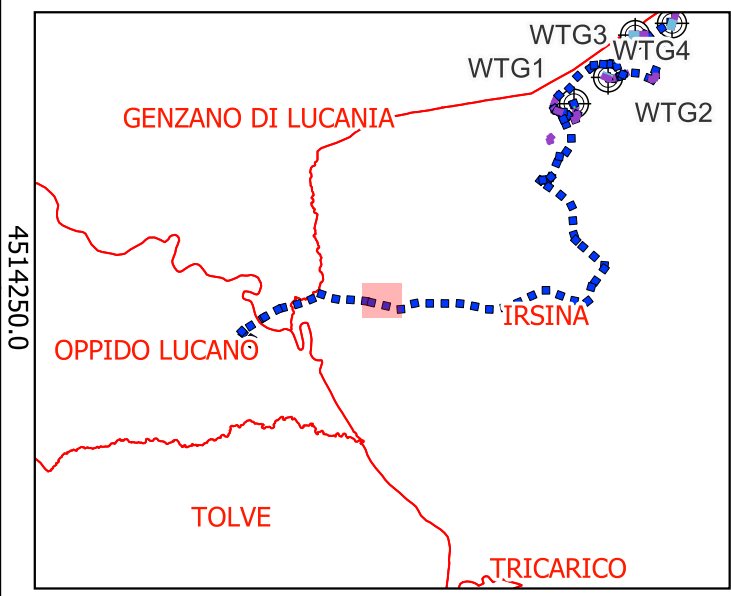 WTG3
WTG4
WTG1
WTG2
GENZANO DI LUCANIA
4514250.0
IRSINA
OPPIDO LUCANO
TOLVE
TRICARICO